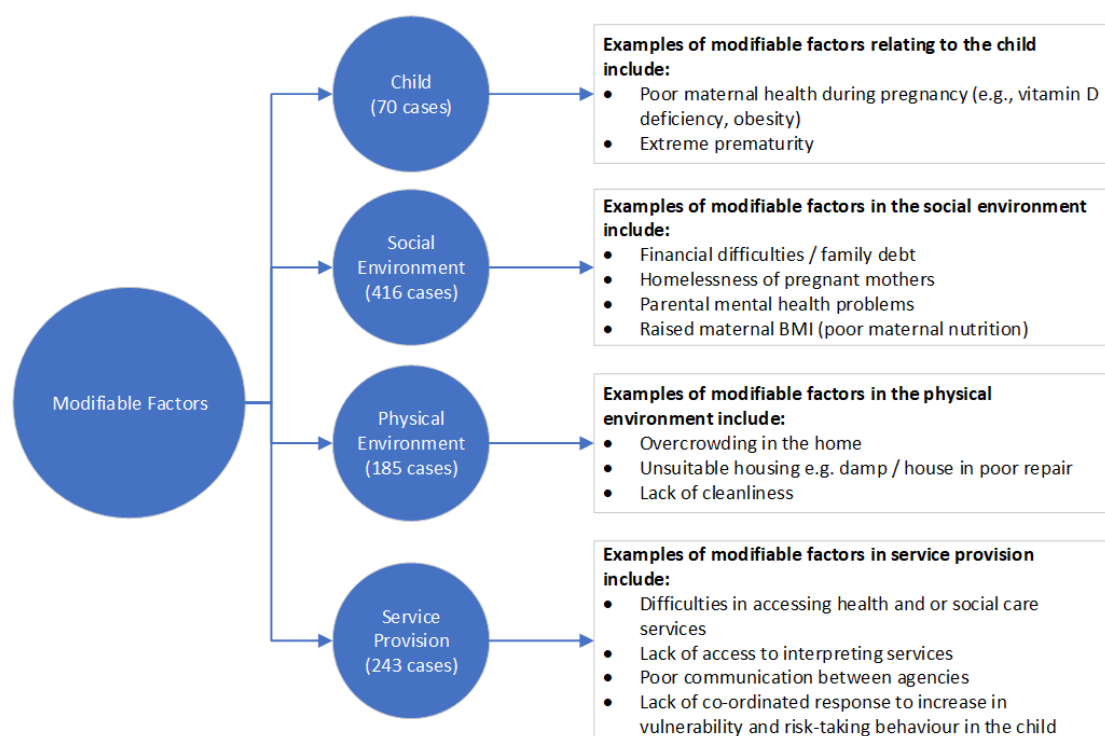 Modifiable Factors
Child
(70 cases)
Examples of modifiable factors relating to the child
include:
• Poor maternal health during pregnancy (e.g., vitamin D
deficiency, obesity)
• Extreme prematurity
Social
Environment
(416 cases)
Examples of modifiable factors in the social environment
include:
• Financial difficulties / family debt
• Homelessness of pregnant mothers
• Parental mental health problems
• Raised maternal BMI (poor maternal nutrition)
Physical
Environment
(185 cases)
Examples of modifiable factors in the physical
environment include:
• Overcrowding in the home
• Unsuitable housing e.g. damp / house in poor repair
• Lack of cleanliness
Service
Provision
(243 cases)
Examples of modifiable factors in service provision
include:
• Difficulties in accessing health and or social care
services
• Lack of access to interpreting services
• Poor communication between agencies
• Lack of co-ordinated response to increase in
vulnerability and risk-taking behaviour in the child